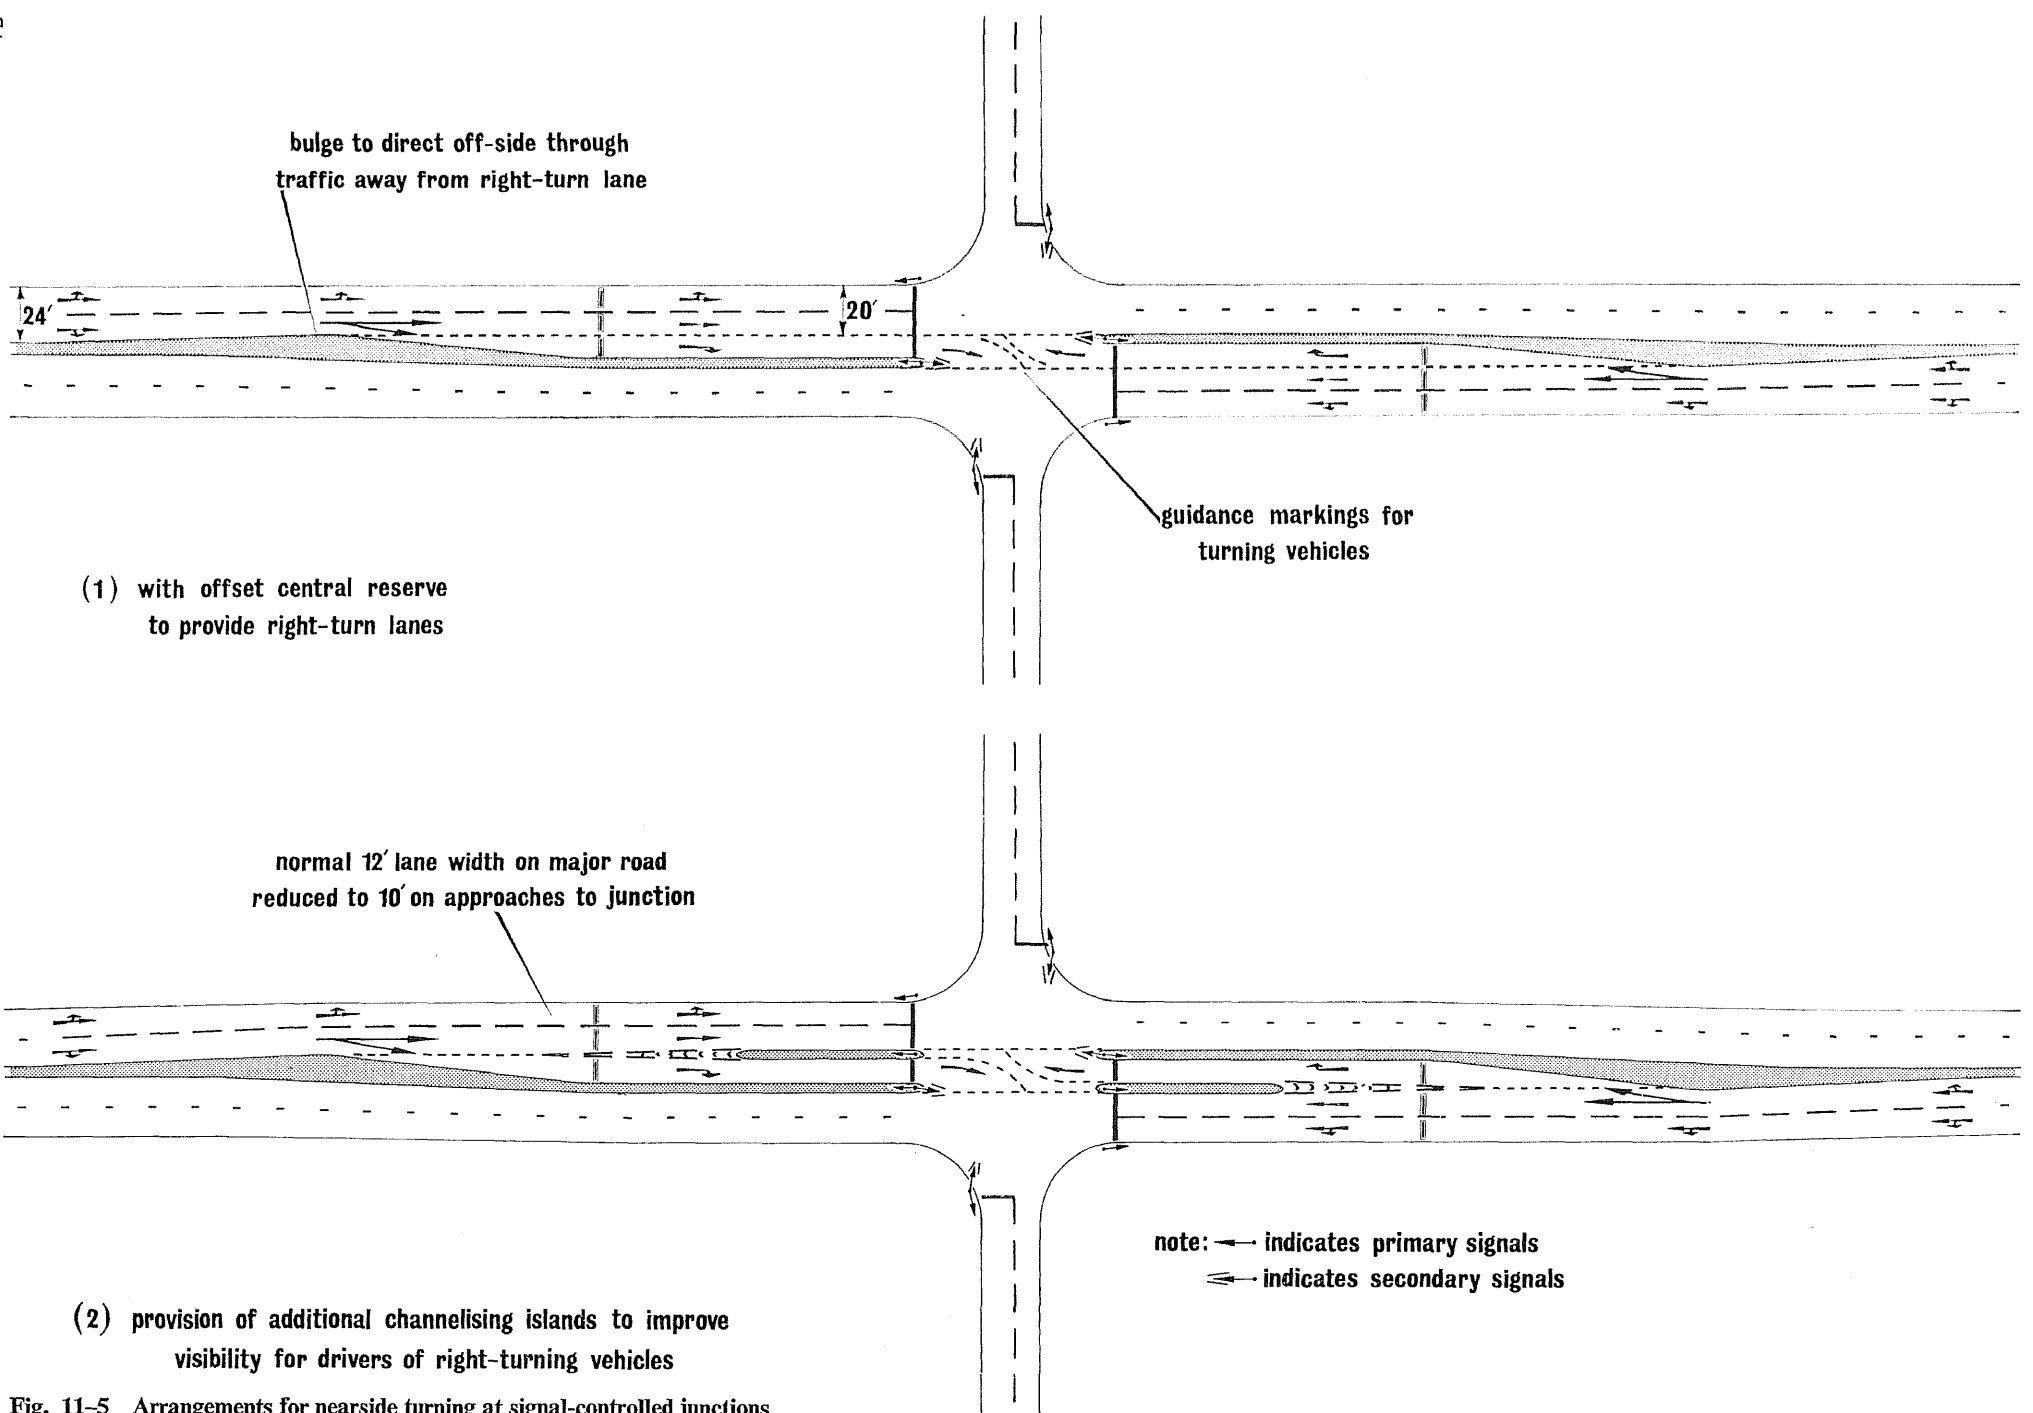 bulge to direct off-side through
traffic away from right-turn lane
24′
20′
guidance markings for
turning vehicles
(1) with offset central reserve
to provide right-turn lanes
normal 12′ lane width on major road
reduced to 10′ on approaches to junction
note: indicates primary signals
indicates secondary signals
(2) provision of additional channelising islands to improve
visibility for drivers of right-turning vehicles
Fig. 11–5 Arrangements for nearside turning at signal-controlled junctions